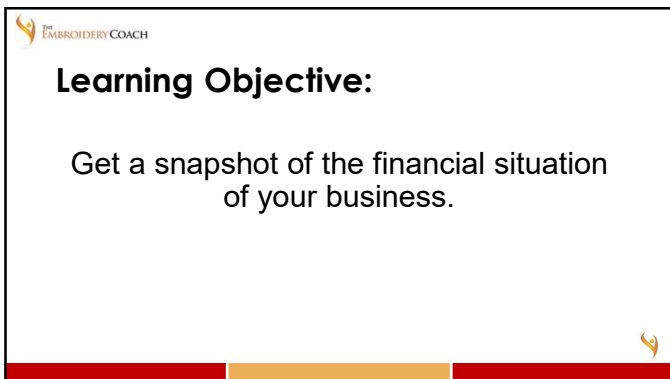 THE
EMBROIDERY COACH
Learning Objective:
Get a snapshot of the financial situation
of your business.